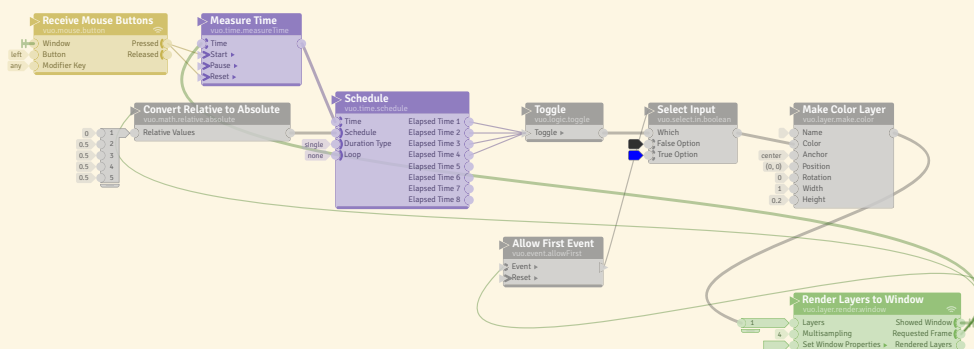 Receive Mouse Buttons
vuo.mouse.button
Window Pressed
left Button Released
any Modifier Key
Measure Time
vuo.time.measureTime
Time
Start
Pause
Reset
Convert Relative to Absolute
vuo.math.relative.absolute
Relative Values
0 1
0.5 2
0.5 3
0.5 4
0.5 5
Schedule
vuo.time.schedule
Time Elapsed Time 1
Schedule Elapsed Time 2
single Duration Type Elapsed Time 3
none Loop Elapsed Time 4
Elapsed Time 5
Elapsed Time 6
Elapsed Time 7
Elapsed Time 8
Toggle
vuo.logic.toggle
Toggle
Select Input
vuo.select.in.boolean
Which
False Option
True Option
Make Color Layer
vuo.layer.make.color
Name
Color
center Anchor
(0, 0) Position
0 Rotation
1 Width
0.2 Height
Allow First Event
vuo.event.allowFirst
Event
Reset
Render Layers to Window
vuo.layer.render.window
1 Layers Showed Window
4 Multisampling Requested Frame
Set Window Properties Rendered Layers